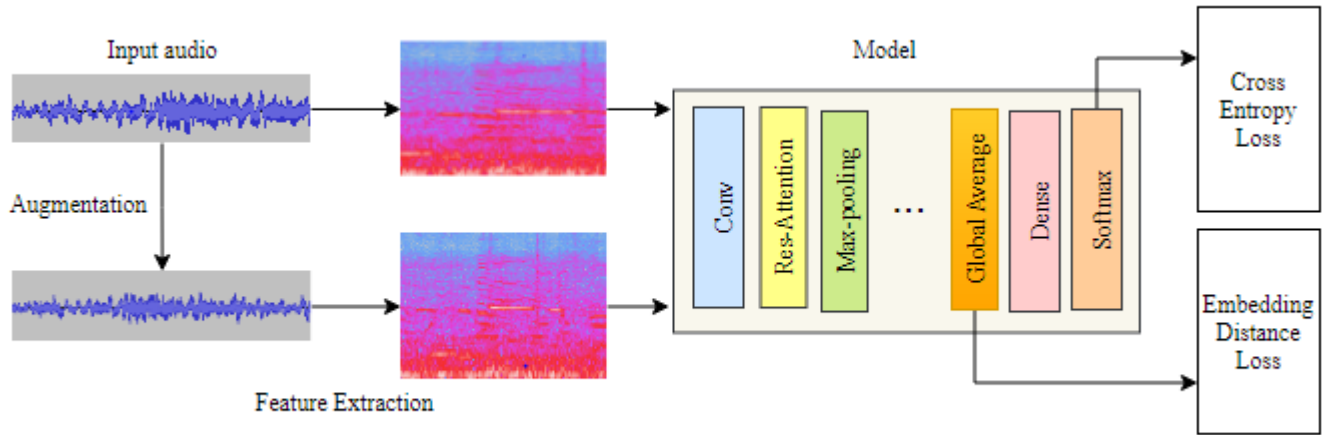 Input audio
Model
Augmentation
Feature Extraction
Conv
Res-Attention
Max-pooling
...
Global Average
Dense
Softmax
Cross
Entropy
Loss
Embedding
Distance
Loss